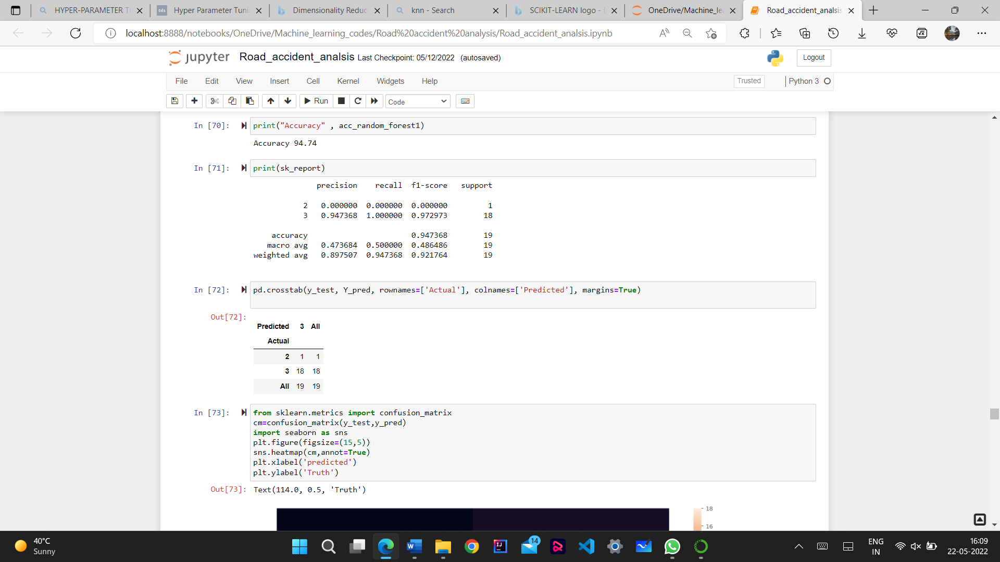 HYPER-PARAMETER T
tds Hyper Parameter Tuni
Dimensionality Reduc
knn - Search
SCIKIT-LEARN logo -
OneDrive/Machine_le
Road_accident_analsis
localhost:8888/notebooks/OneDrive/Machine_learning_codes/Road%20accident%20analysis/Road_accident_analsis.ipynb
jupyter Road_accident_analsis Last Checkpoint: 05/12/2022 (autosaved)
Logout
File Edit View Insert Cell Kernel Widgets Help
Trusted Python 3
Run Code
In [70]: print("Accuracy" , acc_random_forest1)
Accuracy 94.74
In [71]: print(sk_report)
precision recall f1-score support
2 0.000000 0.000000 0.000000 1
3 0.947368 1.000000 0.972973 18
accuracy 0.947368 19
macro avg 0.473684 0.500000 0.486486 19
weighted avg 0.897507 0.947368 0.921764 19
In [72]: pd.crosstab(y_test, Y_pred, rownames=['Actual'], colnames=['Predicted'], margins=True)
Out[72]:
Predicted 3 All
Actual
2 1 1
3 18 18
All 19 19
In [73]: from sklearn.metrics import confusion_matrix
cm=confusion_matrix(y_test,y_pred)
import seaborn as sns
plt.figure(figsize=(15,5))
sns.heatmap(cm,annot=True)
plt.xlabel('predicted')
plt.ylabel('Truth')
Out[73]: Text(114.0, 0.5, 'Truth')
18
16
40°C
Sunny
14
ENG
IN
16:09
22-05-2022